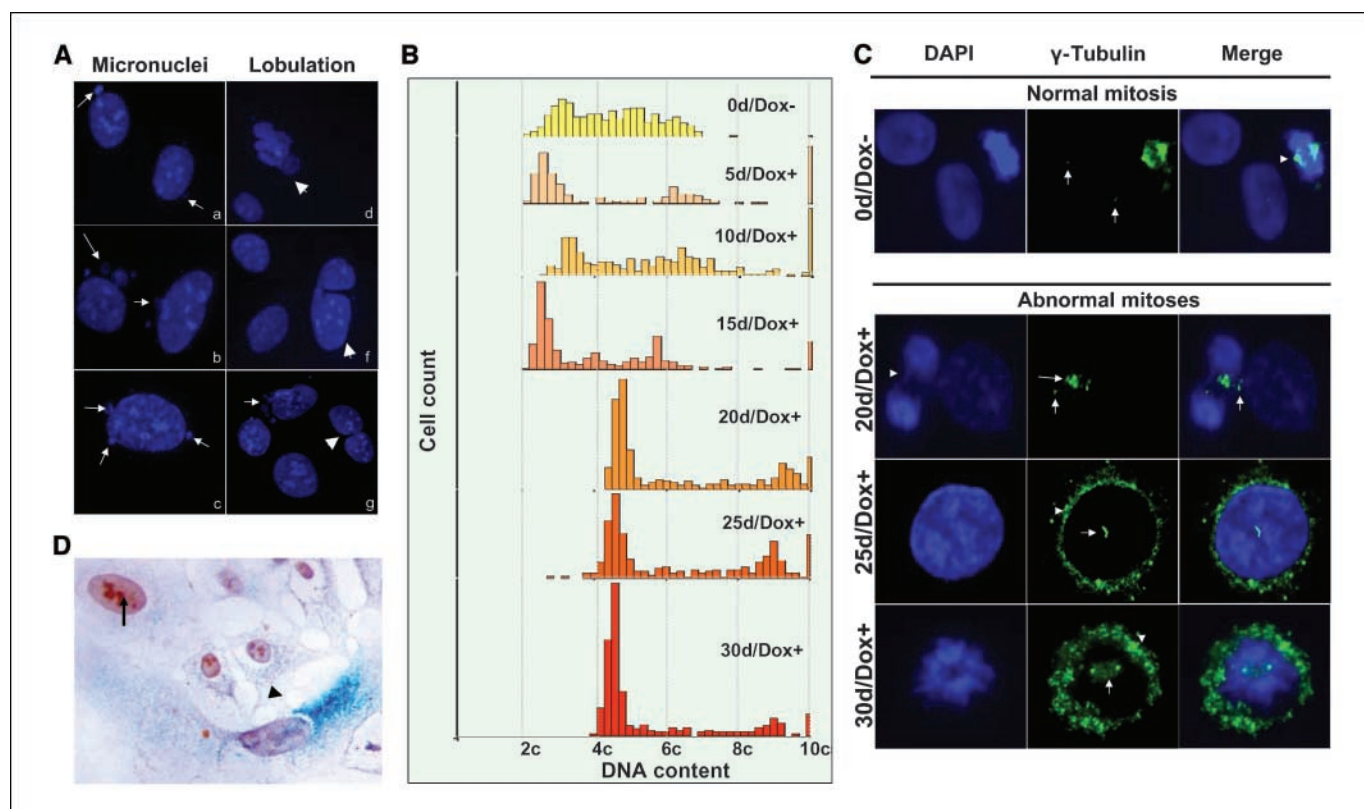 A
Micronuclei Lobulation
a
d
b
f
c
g
B
0d/Dox-
5d/Dox+
10d/Dox+
15d/Dox+
20d/Dox+
25d/Dox+
30d/Dox+
Cell count
2c 4c 6c 8c 10c
DNA content
C
DAPI γ-Tubulin Merge
Normal mitosis
0d/Dox-
Abnormal mitoses
20d/Dox+
25d/Dox+
30d/Dox+
D